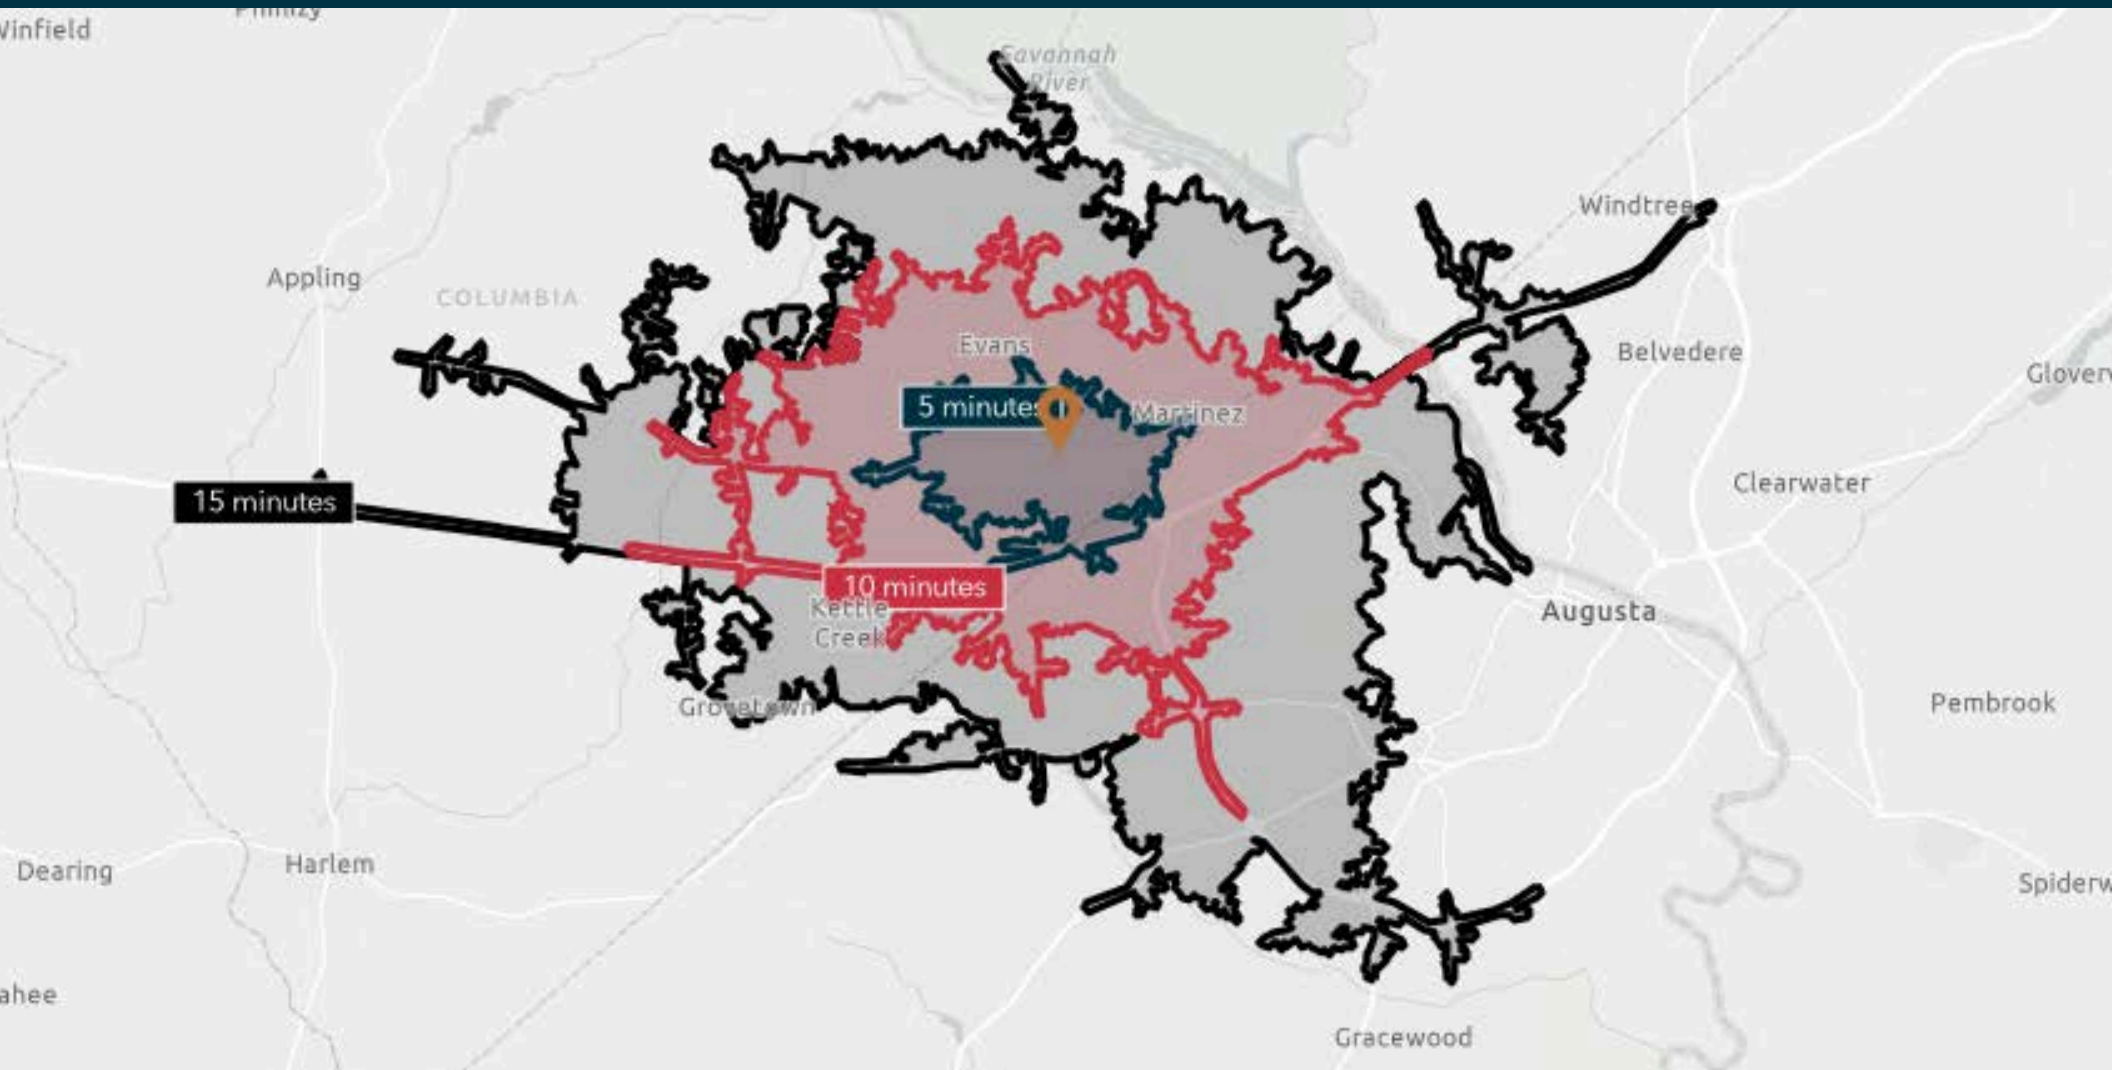 Phinizy
Winfield
Savannah
River
Windtree
Appling
COLUMBIA
Evans
Belvedere
Glover
5 minutes
Martinez
Clearwater
15 minutes
10 minutes
Kettle
Creek
Augusta
Grovetown
Pembrook
Harlem
Dearing
Spiderw
ahee
Gracewood